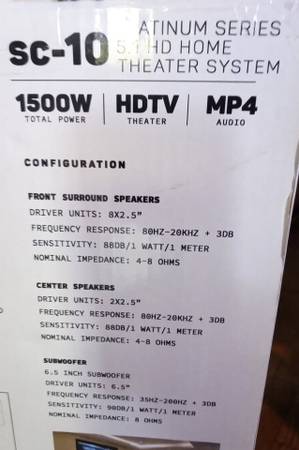 SC-10
PLATINUM SERIES
5.1 HD HOME
THEATER SYSTEM
1500W
TOTAL POWER
HDTV
THEATER
MP4
AUDIO
CONFIGURATION
FRONT SURROUND SPEAKERS
DRIVER UNITS: 8X2.5"
FREQUENCY RESPONSE: 80HZ-20KHZ + 3DB
SENSITIVITY: 88DB/1 WATT/1 METER
NOMINAL IMPEDANCE: 4-8 OHMS
CENTER SPEAKERS
DRIVER UNITS: 2X2.5"
FREQUENCY RESPONSE: 80HZ-20KHZ + 3DB
SENSITIVITY: 88DB/1 WATT/1 METER
NOMINAL IMPEDANCE: 4-8 OHMS
SUBWOOFER
6.5 INCH SUBWOOFER
DRIVER UNITS: 6.5"
FREQUENCY RESPONSE: 35HZ-200HZ + 3DB
SENSITIVITY: 90DB/1 WATT/1 METER
NOMINAL IMPEDANCE: 8 OHMS